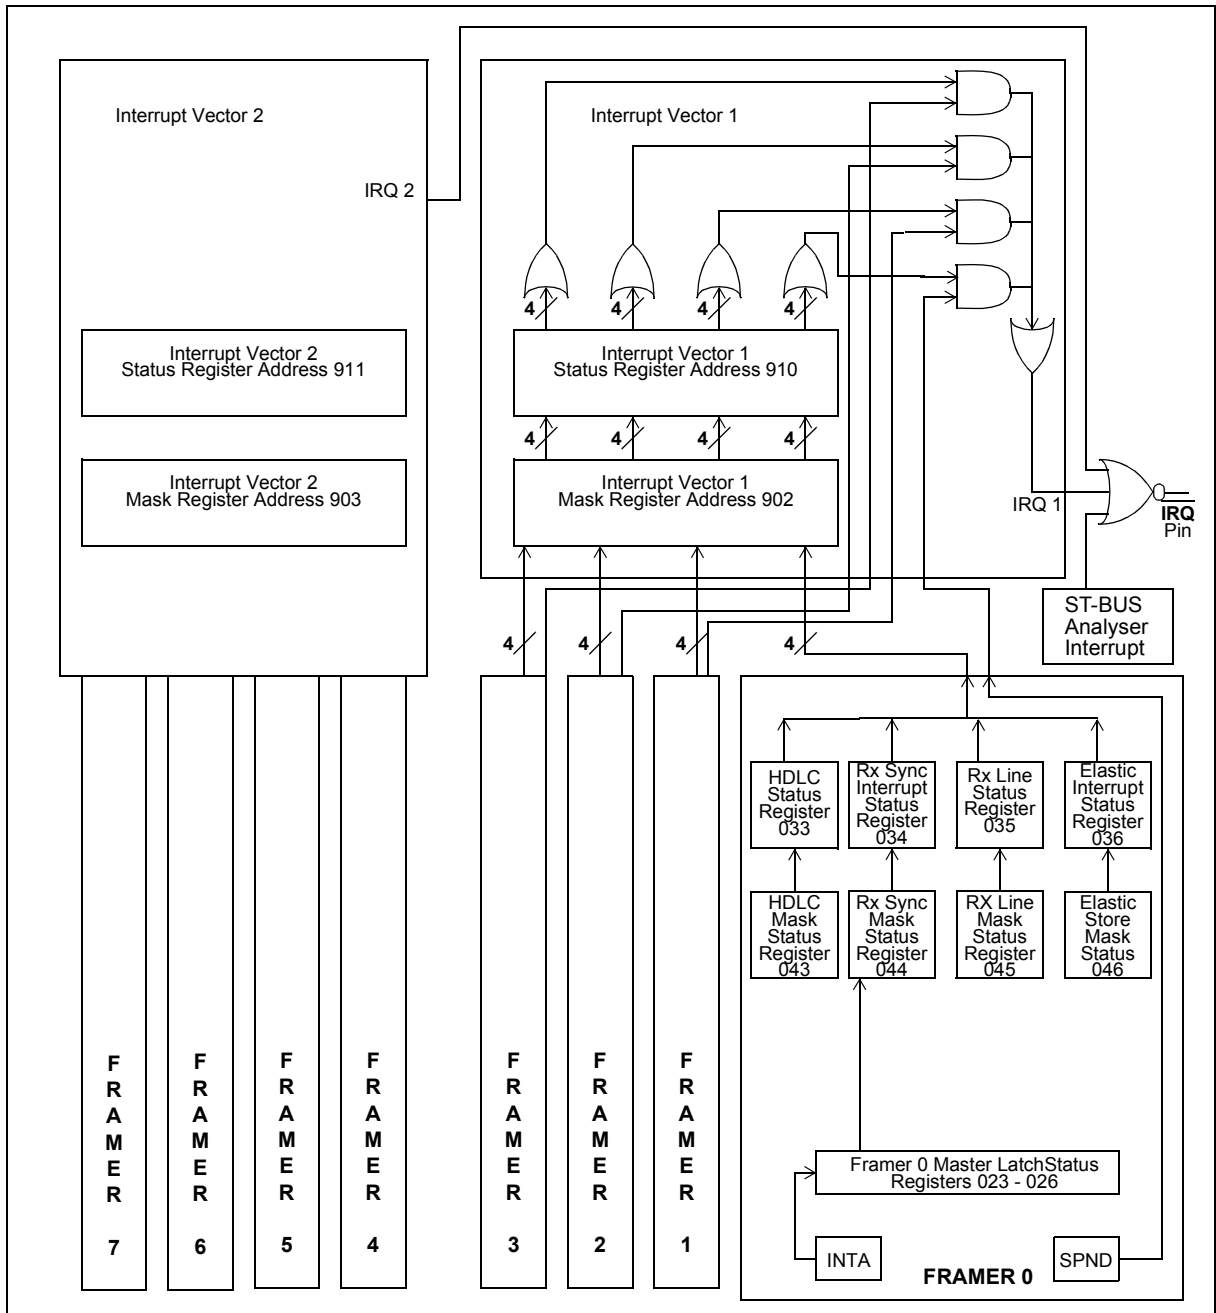 Interrupt Vector 2
Interrupt Vector 1
IRQ 2
4
4
4
4
Interrupt Vector 2
Status Register Address 911
Interrupt Vector 1
Status Register Address 910
4
4
4
4
Interrupt Vector 2
Mask Register Address 903
Interrupt Vector 1
Mask Register Address 902
IRQ 1
IRQ
Pin
ST-BUS
Analyser
Interrupt
4
4
4
4
HDLC
Status
Register
033
Rx Sync
Interrupt
Status
Register
034
Rx Line
Status
Register
035
Elastic
Interrupt
Status
Register
036
HDLC
Mask
Status
Register
043
Rx Sync
Mask
Status
Register
044
RX Line
Mask
Status
Register
045
Elastic
Store
Mask
Status
046
FRAMER 7
FRAMER 6
FRAMER 5
FRAMER 4
FRAMER 3
FRAMER 2
FRAMER 1
Framer 0 Master LatchStatus
Registers 023 - 026
INTA
SPND
FRAMER 0